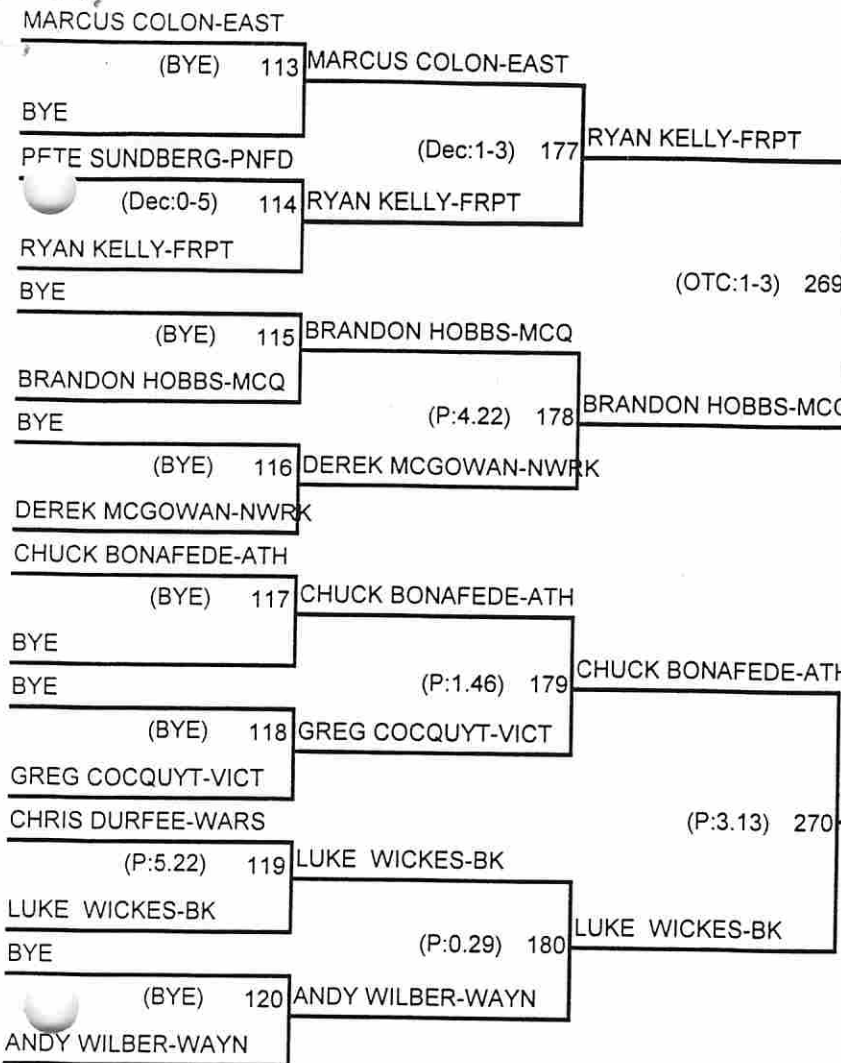 MARCUS COLON-EAST
(BYE) 113 MARCUS COLON-EAST
BYE
(Dec:1-3) 177 RYAN KELLY-FRPT
PETE SUNDBERG-PNFD
(Dec:0-5) 114 RYAN KELLY-FRPT
RYAN KELLY-FRPT
(OTC:1-3) 269
BYE
(BYE) 115 BRANDON HOBBS-MCQ
BRANDON HOBBS-MCQ
(P:4.22) 178 BRANDON HOBBS-MCQ
BYE
(BYE) 116 DEREK MCGOWAN-NWRK
DEREK MCGOWAN-NWRK
CHUCK BONAFEDE-ATH
(BYE) 117 CHUCK BONAFEDE-ATH
BYE
(P:1.46) 179 CHUCK BONAFEDE-ATH
BYE
(BYE) 118 GREG COCQUYT-VICT
GREG COCQUYT-VICT
CHRIS DURFEE-WARS
(P:3.13) 270
(P:5.22) 119 LUKE WICKES-BK
LUKE WICKES-BK
(P:0.29) 180 LUKE WICKES-BK
BYE
(BYE) 120 ANDY WILBER-WAYN
ANDY WILBER-WAYN